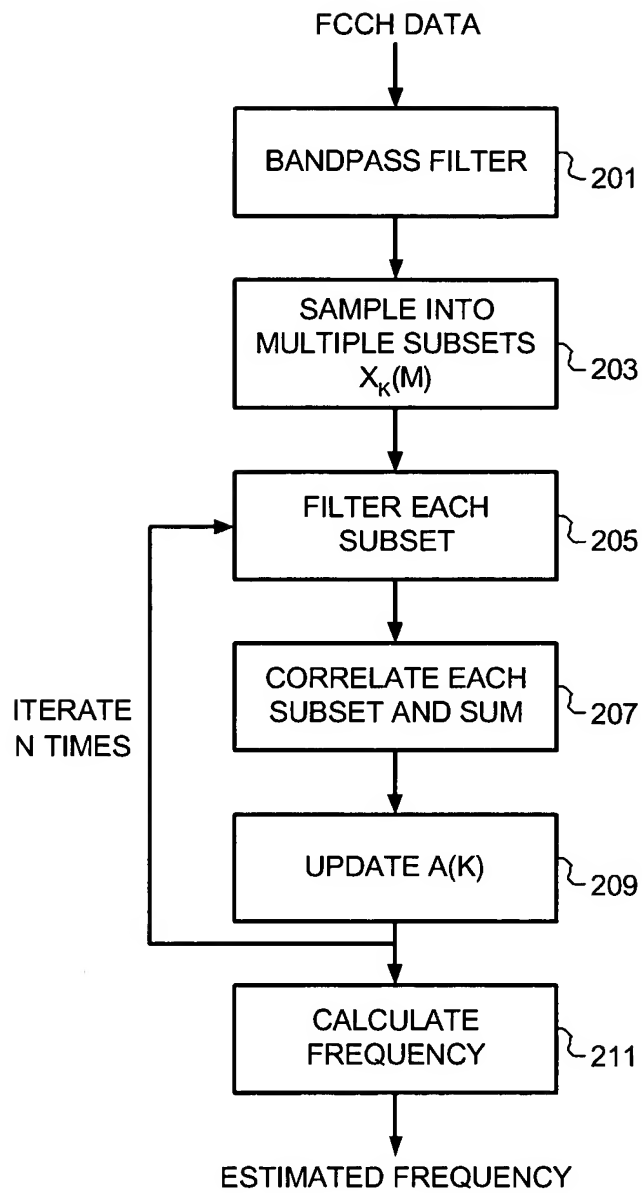 FCCH DATA
BANDPASS FILTER
201
SAMPLE INTO
MULTIPLE SUBSETS
X_K(M)
203
FILTER EACH
SUBSET
205
CORRELATE EACH
SUBSET AND SUM
207
ITERATE
N TIMES
UPDATE A(K)
209
CALCULATE
FREQUENCY
211
ESTIMATED FREQUENCY